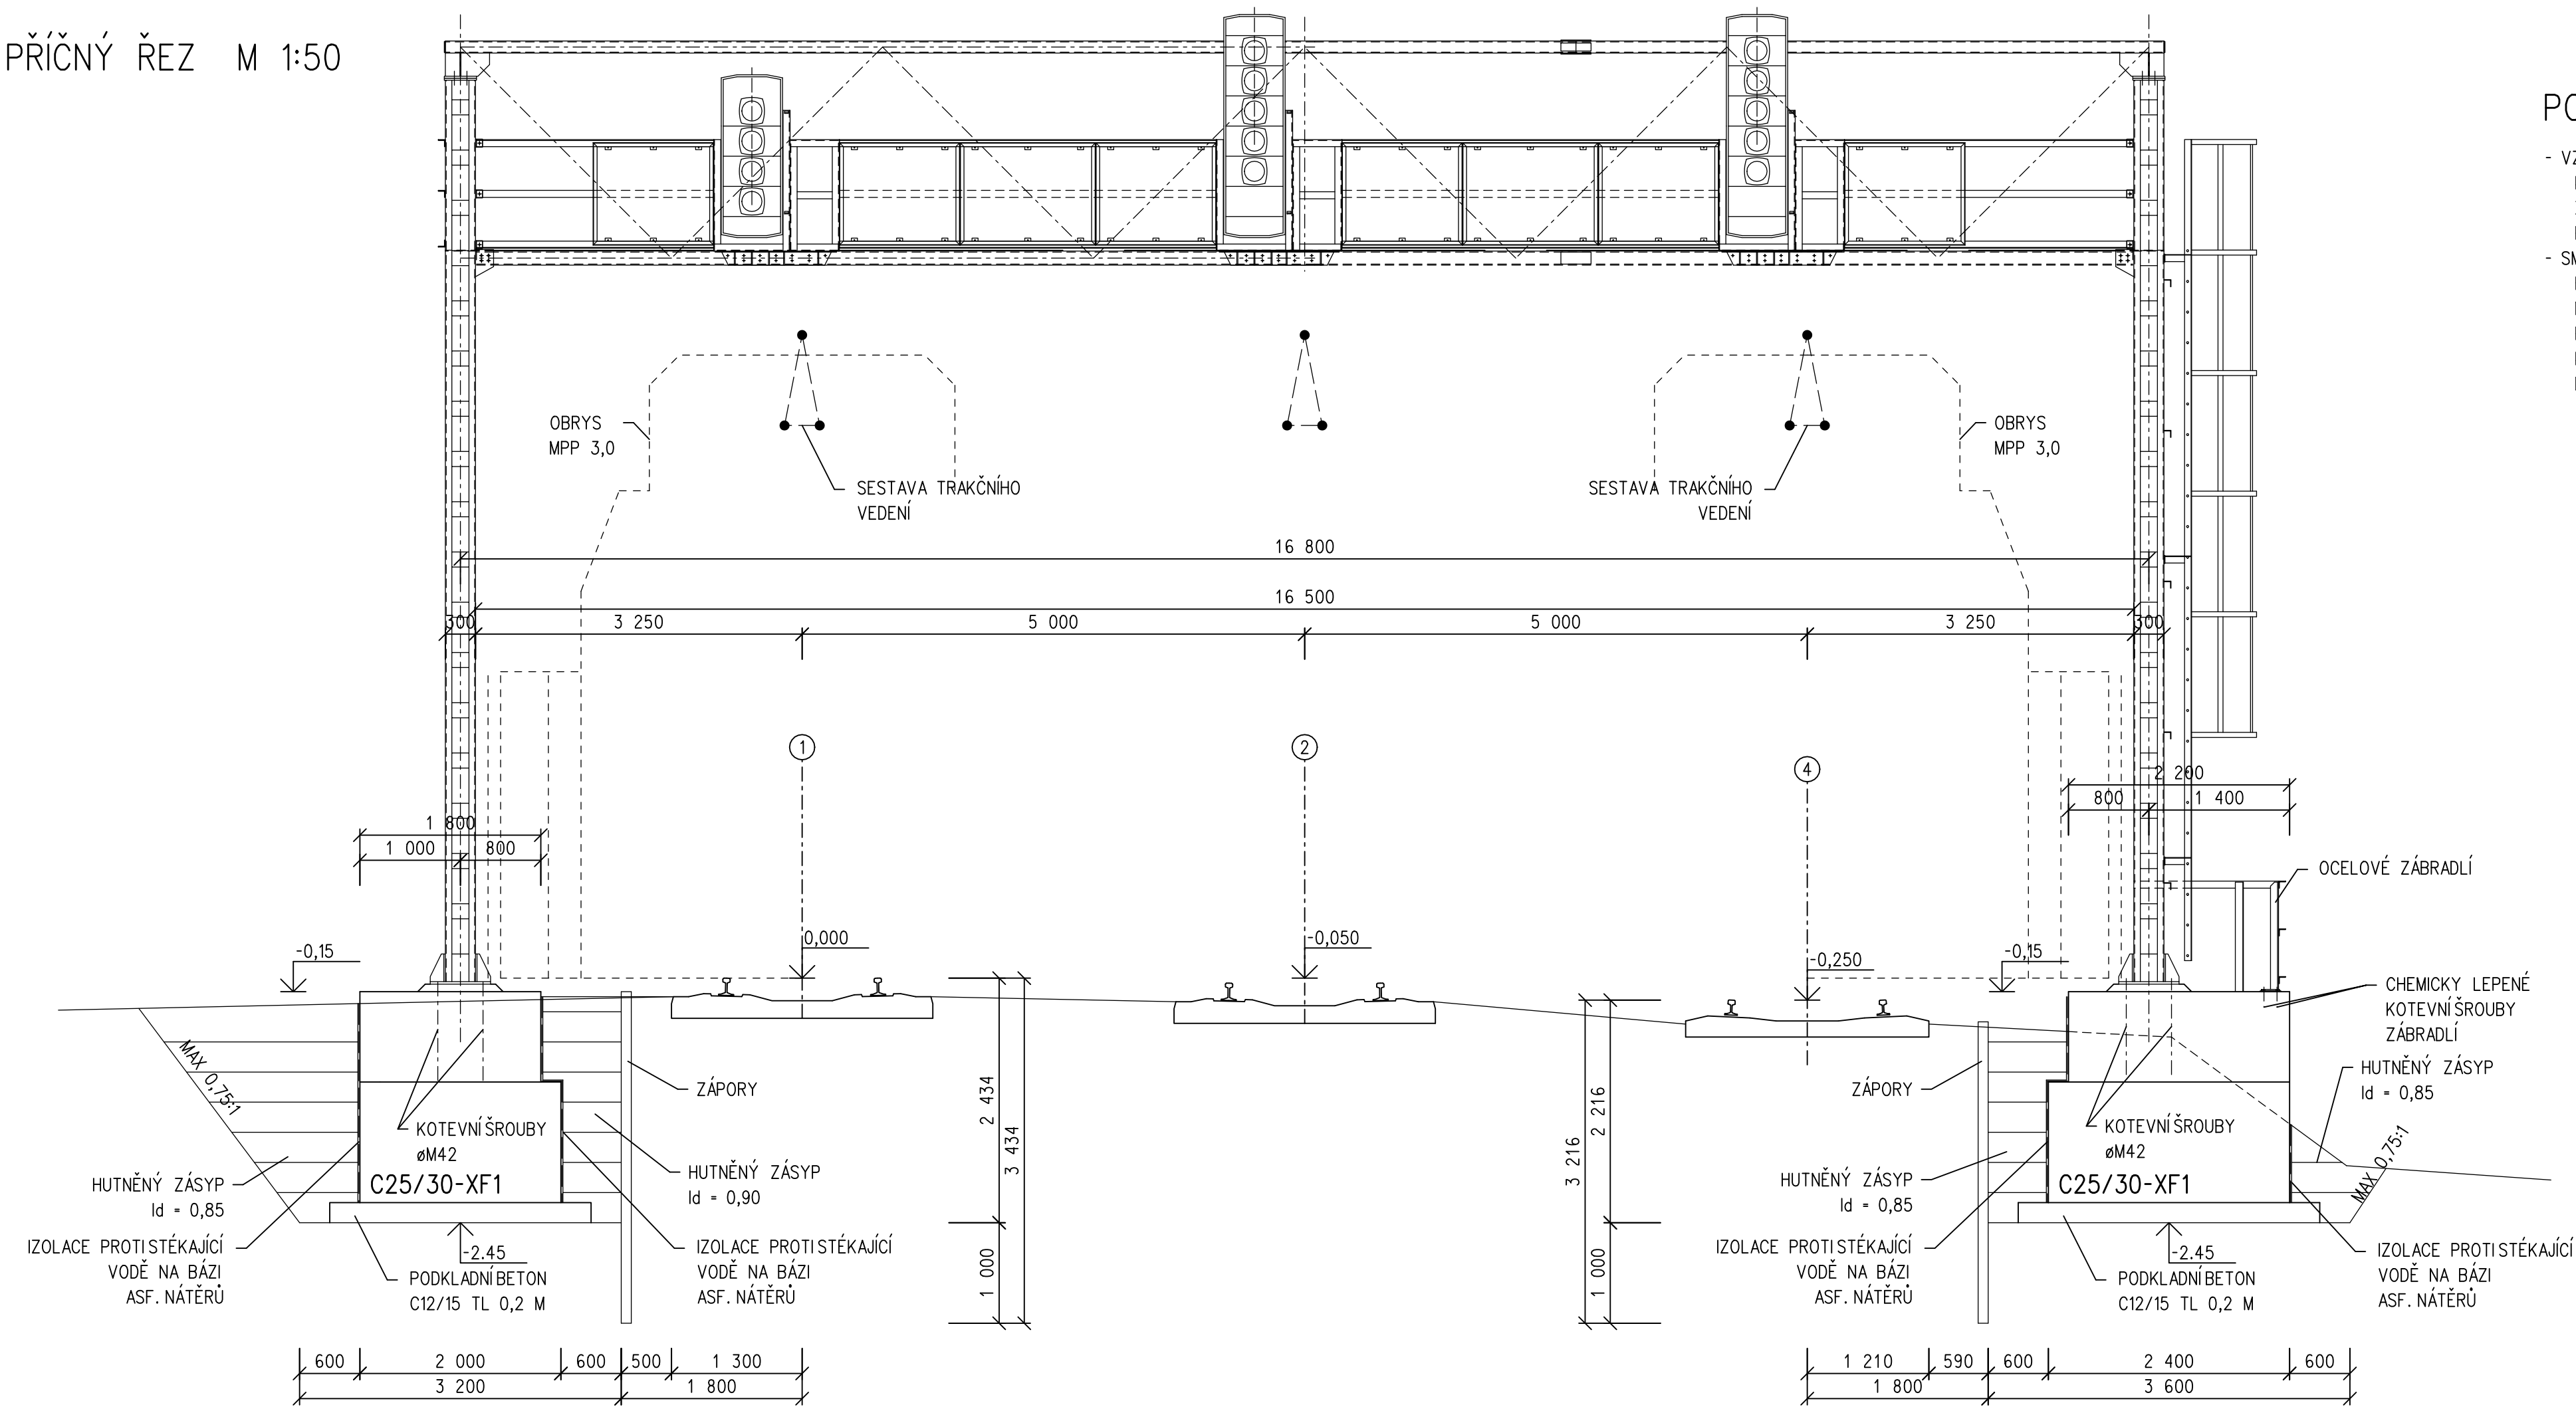 PŘÍČNÝ ŘEZ M 1:50
OBRYS
MPP 3,0
SESTAVA TRAKČNÍHO
VEDENÍ
SESTAVA TRAKČNÍHO
VEDENÍ
OBRYS
MPP 3,0
16 800
16 500
300
3 250
5 000
5 000
3 250
300
1
2
4
2 200
800
1 400
1 800
1 000
800
OCELOVÉ ZÁBRADLÍ
-0,15
0,000
-0,050
-0,250
-0,15
CHEMICKY LEPENÉ
KOTEVNÍ ŠROUBY
ZÁBRADLÍ
MAX 0,75:1
ZÁPORY
2 434
3 434
1 000
3 216
2 216
1 000
ZÁPORY
HUTNĚNÝ ZÁSYP
Id = 0,85
MAX 0,75:1
KOTEVNÍ ŠROUBY
øM42
C25/30-XF1
KOTEVNÍ ŠROUBY
øM42
C25/30-XF1
HUTNĚNÝ ZÁSYP
Id = 0,85
HUTNĚNÝ ZÁSYP
Id = 0,90
HUTNĚNÝ ZÁSYP
Id = 0,85
IZOLACE PROTI STÉKAJÍCÍ
VODĚ NA BÁZI
ASF. NÁTĚRŮ
-2.45
PODKLADNÍ BETON
C12/15 TL 0,2 M
IZOLACE PROTI STÉKAJÍCÍ
VODĚ NA BÁZI
ASF. NÁTĚRŮ
IZOLACE PROTI STÉKAJÍCÍ
VODĚ NA BÁZI
ASF. NÁTĚRŮ
-2.45
PODKLADNÍ BETON
C12/15 TL 0,2 M
IZOLACE PROTI STÉKAJÍCÍ
VODĚ NA BÁZI
ASF. NÁTĚRŮ
600
2 000
600
500
1 300
3 200
1 800
1 210
590
600
2 400
600
1 800
3 600